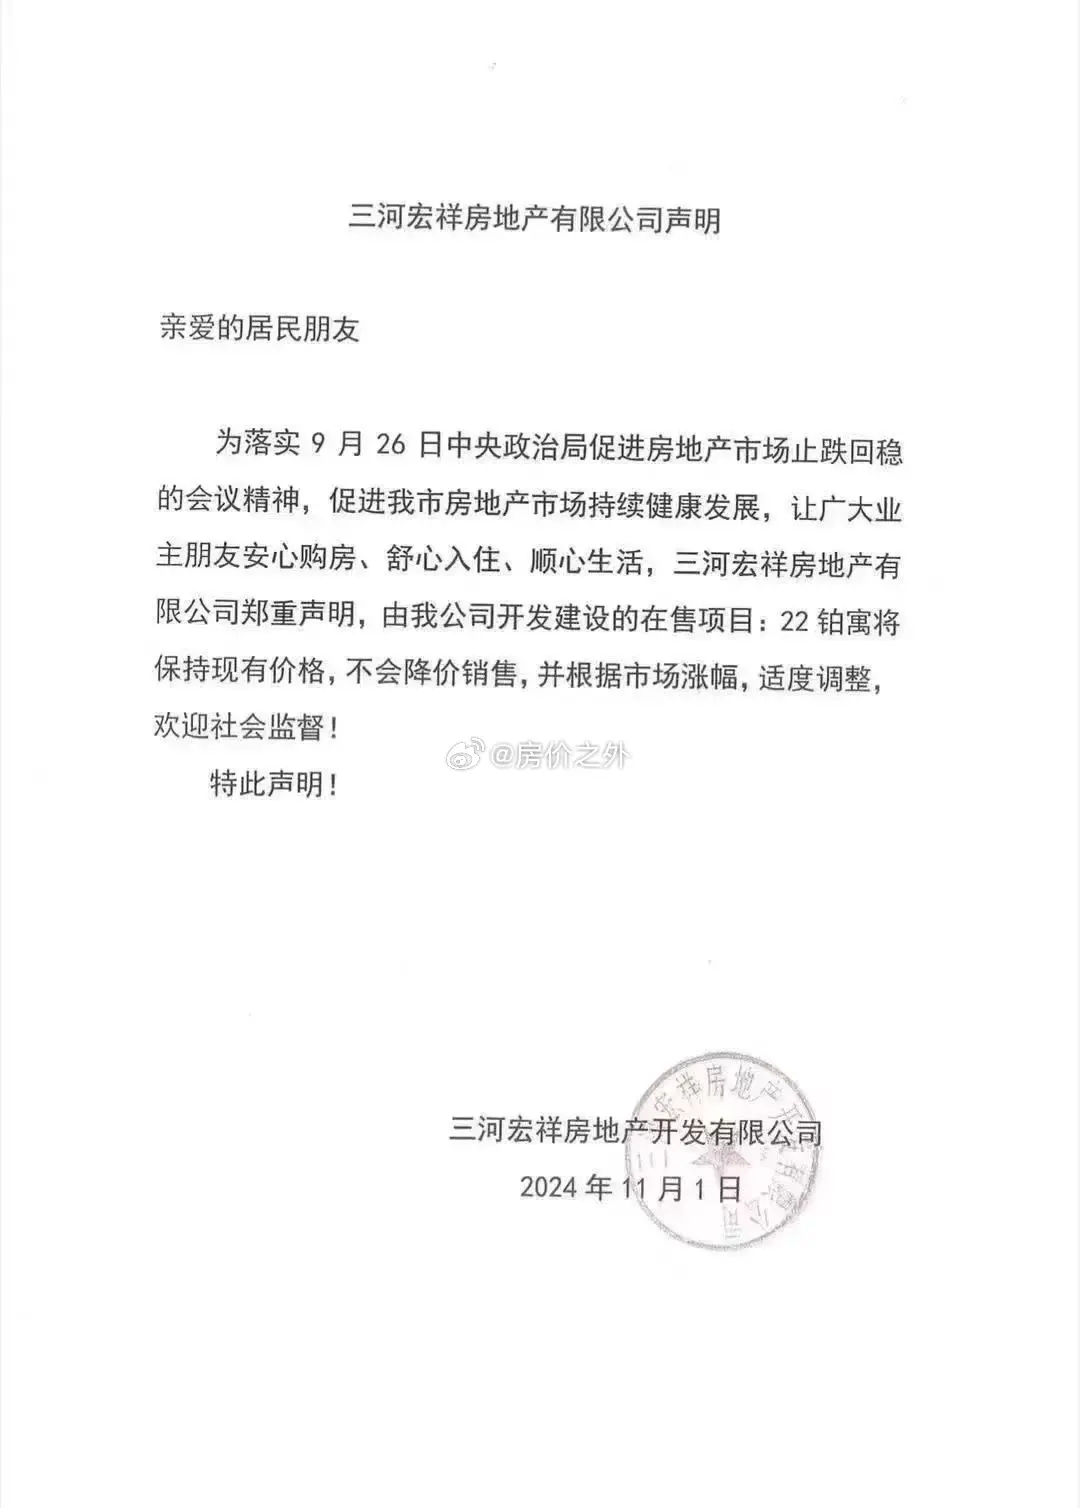 三河宏祥房地产有限公司声明
亲爱的居民朋友
为落实 9 月 26 日中央政治局促进房地产市场止跌回稳
的会议精神，促进我市房地产市场持续健康发展，让广大业
主朋友安心购房、舒心入住、顺心生活，三河宏祥房地产有
限公司郑重声明，由我公司开发建设的在售项目：22 铂寓将
保持现有价格，不会降价销售，并根据市场涨幅，适度调整，
欢迎社会监督！
@房价之外
特此声明！
三河宏祥房地产开发有限公司
三河宏祥房地产开发有限公司
2024 年 11 月 1 日